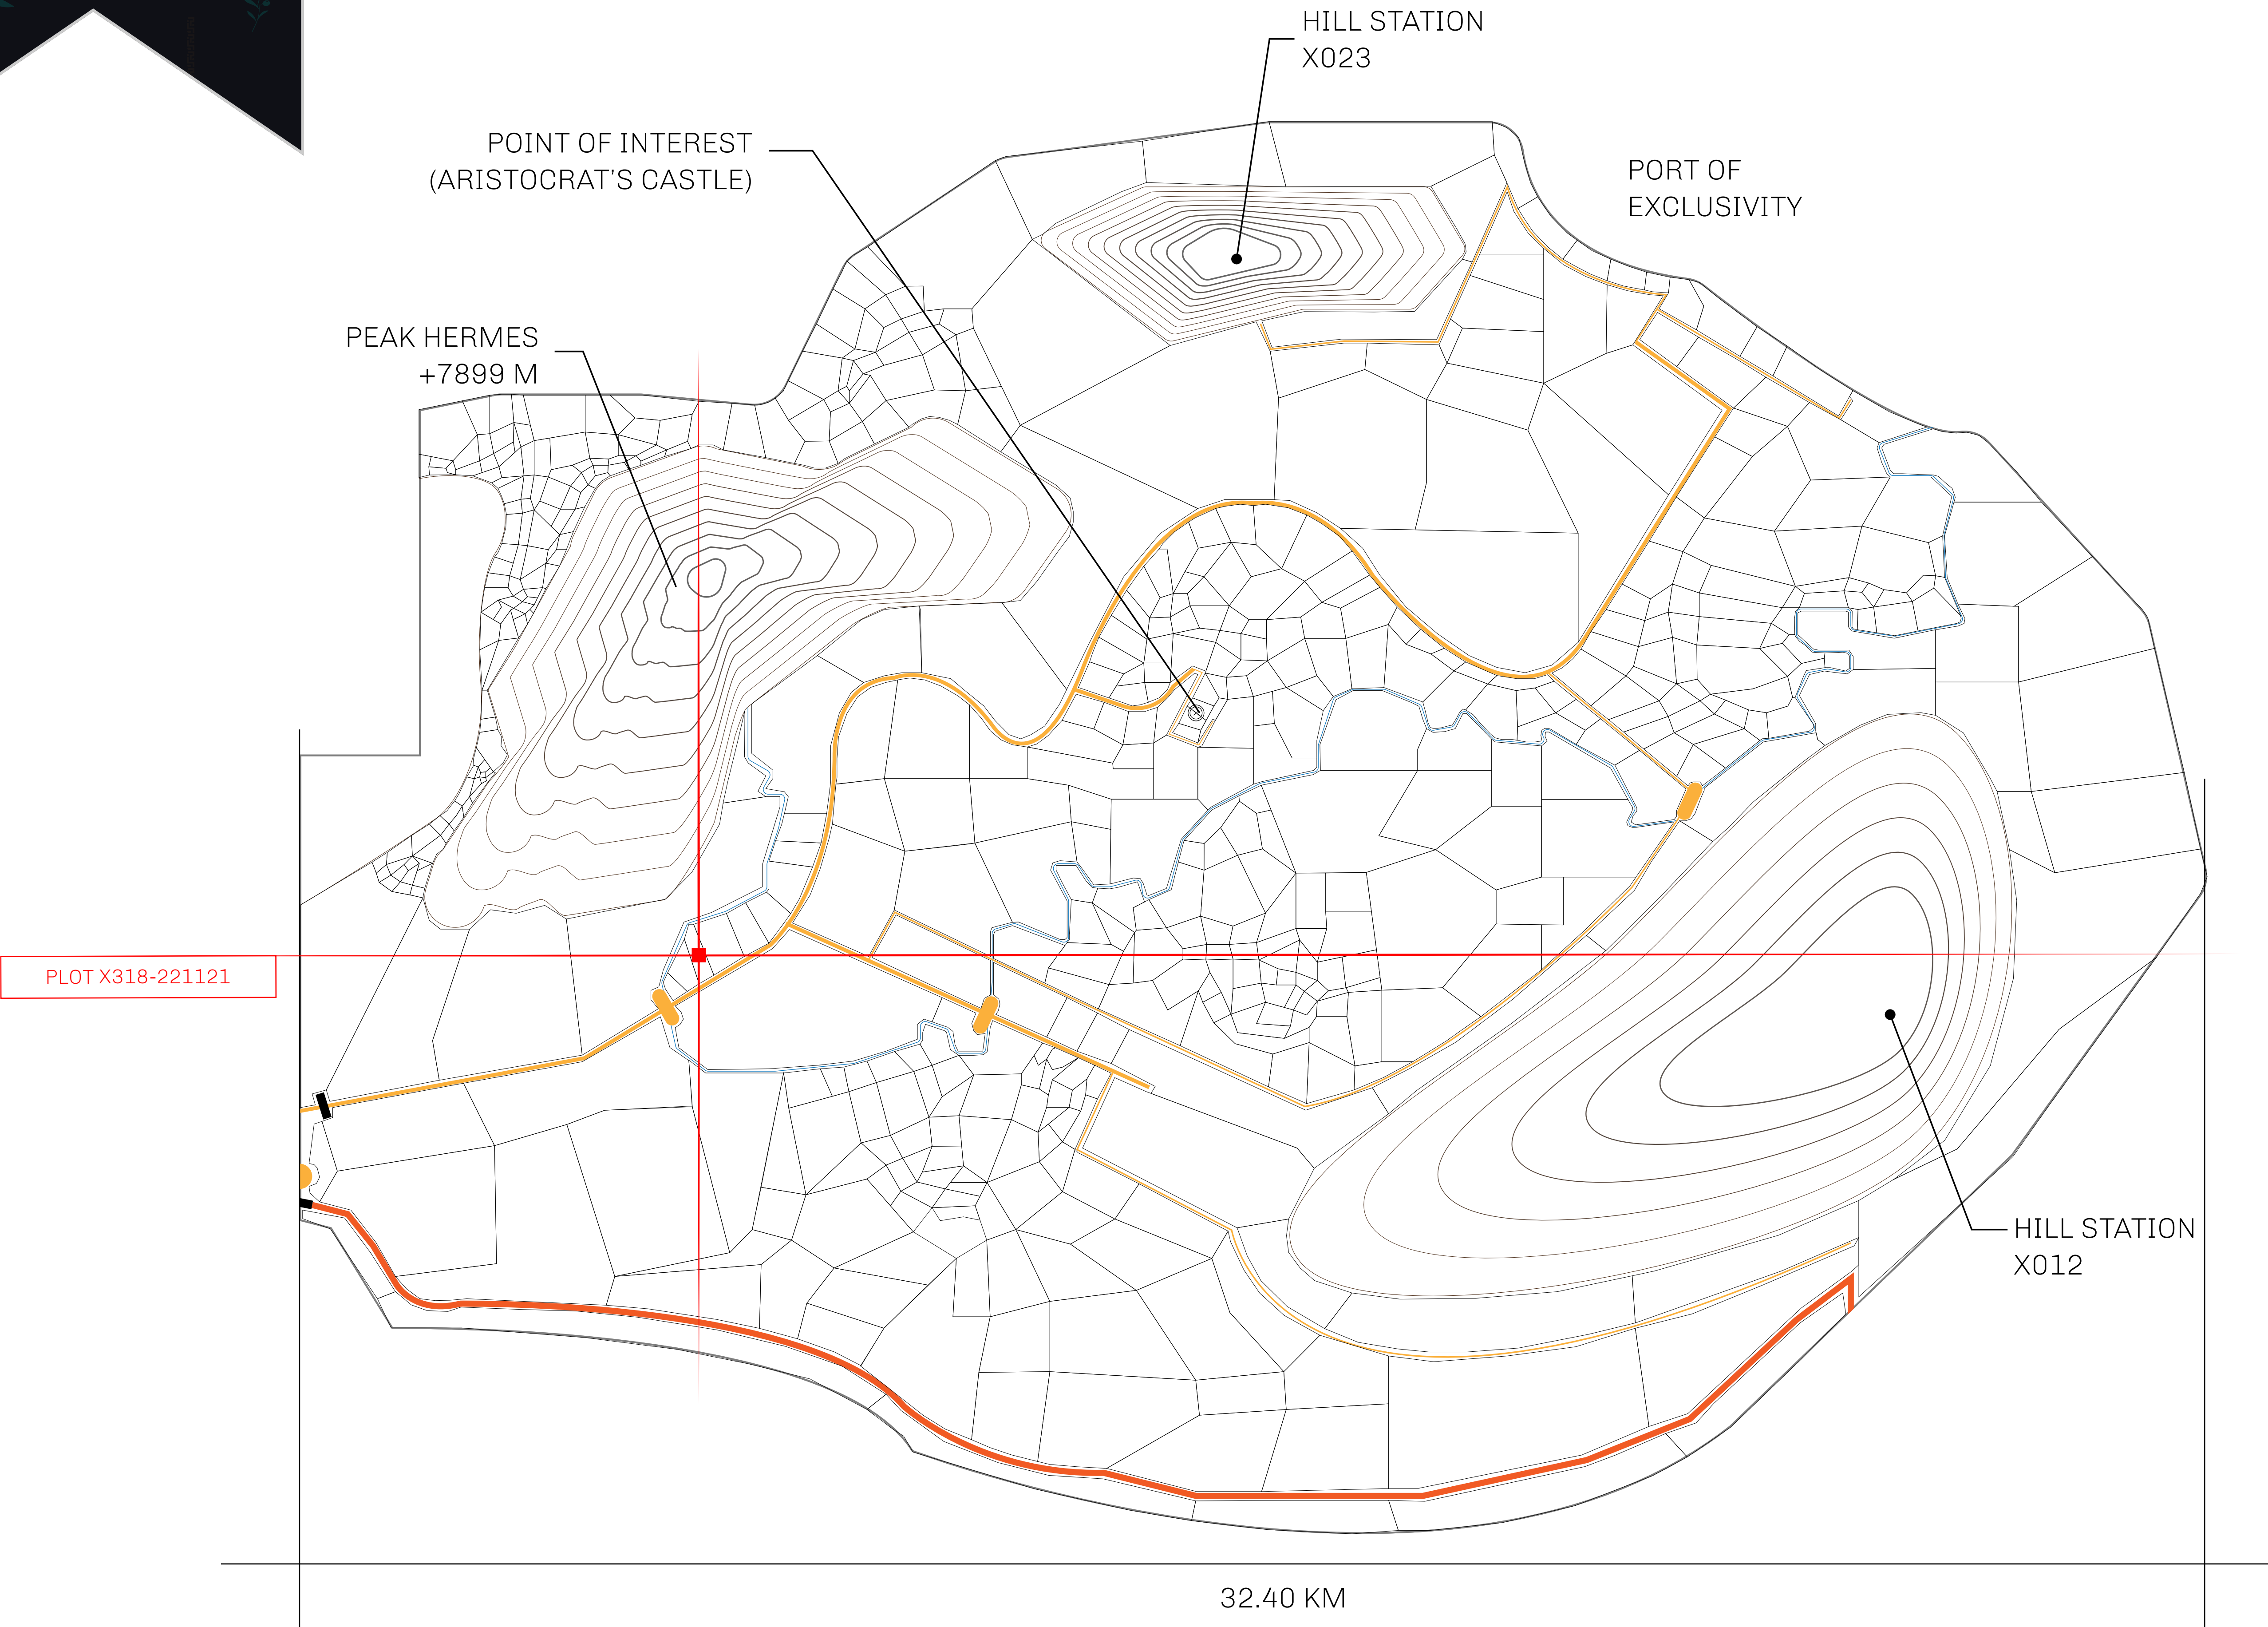 HILL STATION
X023
POINT OF INTEREST
(ARISTOCRAT'S CASTLE)
PORT OF
EXCLUSIVITY
PEAK HERMES
+7899 M
PLOT X318-221121
HILL STATION
X012
32.40 KM